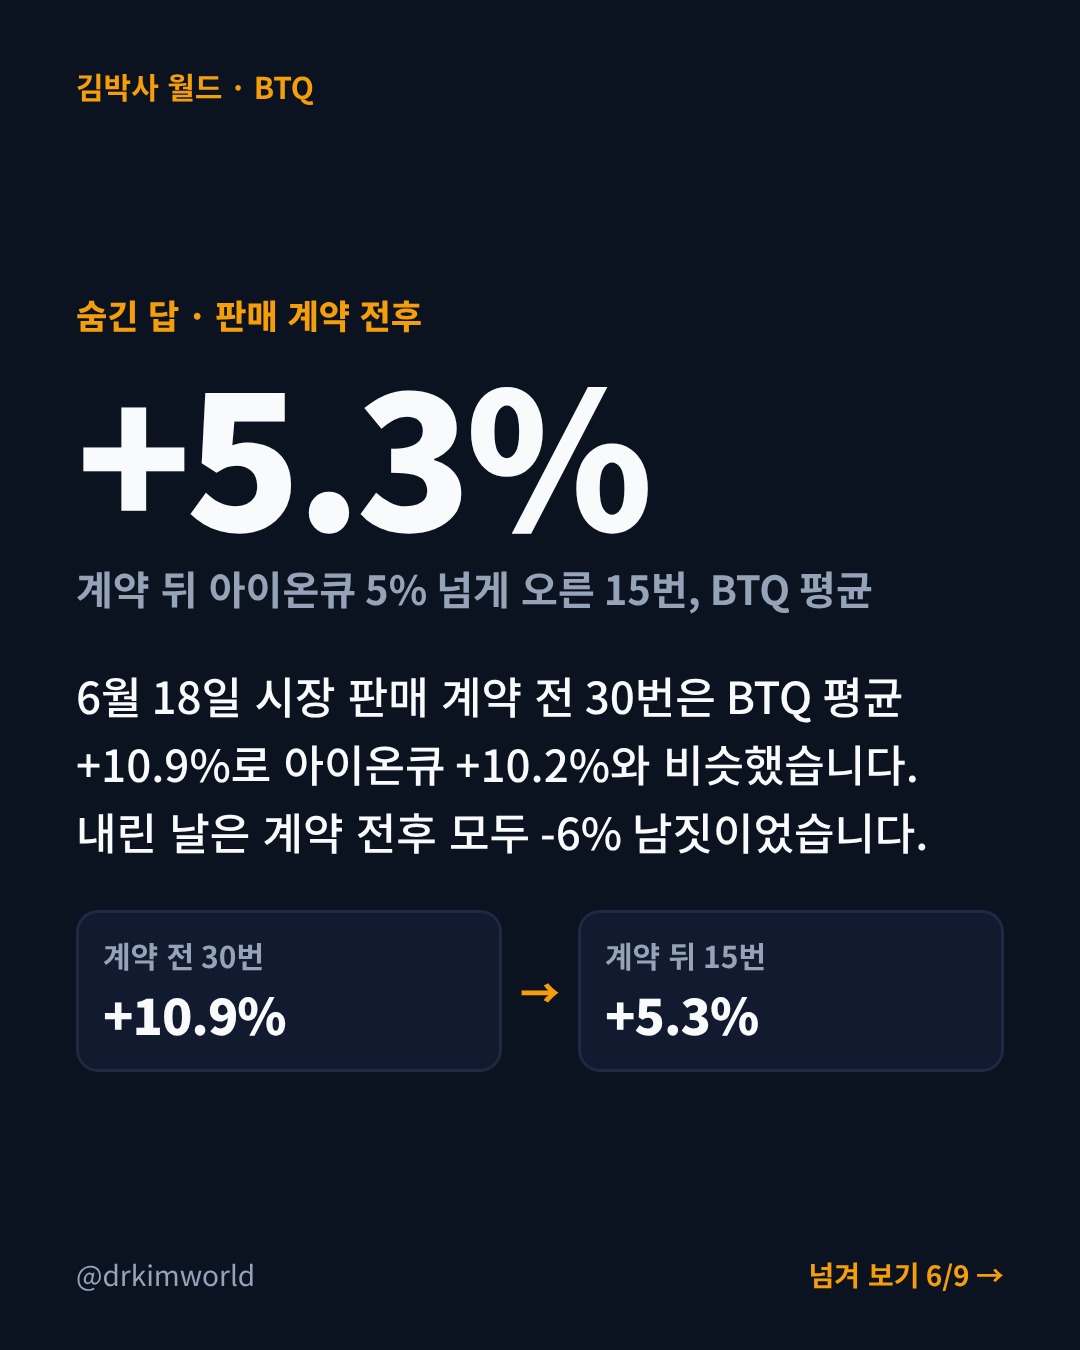 김박사 월드 · BTQ
숨긴 답 · 판매 계약 전후
+5.3%
계약 뒤 아이온큐 5% 넘게 오른 15번, BTQ 평균
6월 18일 시장 판매 계약 전 30번은 BTQ 평균
+10.9%로 아이온큐 +10.2%와 비슷했습니다.
내린 날은 계약 전후 모두 -6% 남짓이었습니다.
계약 전 30번
+10.9%
→
계약 뒤 15번
+5.3%
@drkimworld
넘겨 보기 6/9 →